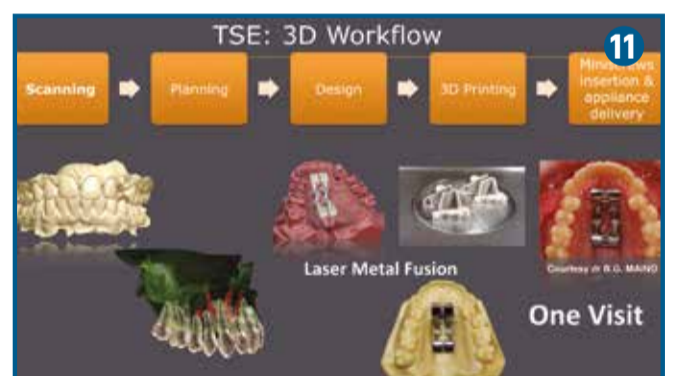 TSE: 3D Workflow
11
Scanning
Planning
Design
3D Printing
Miniscrews
insertion &
appliance
delivery
Laser Metal Fusion
Courtesy dr B.G. MAINO
One Visit